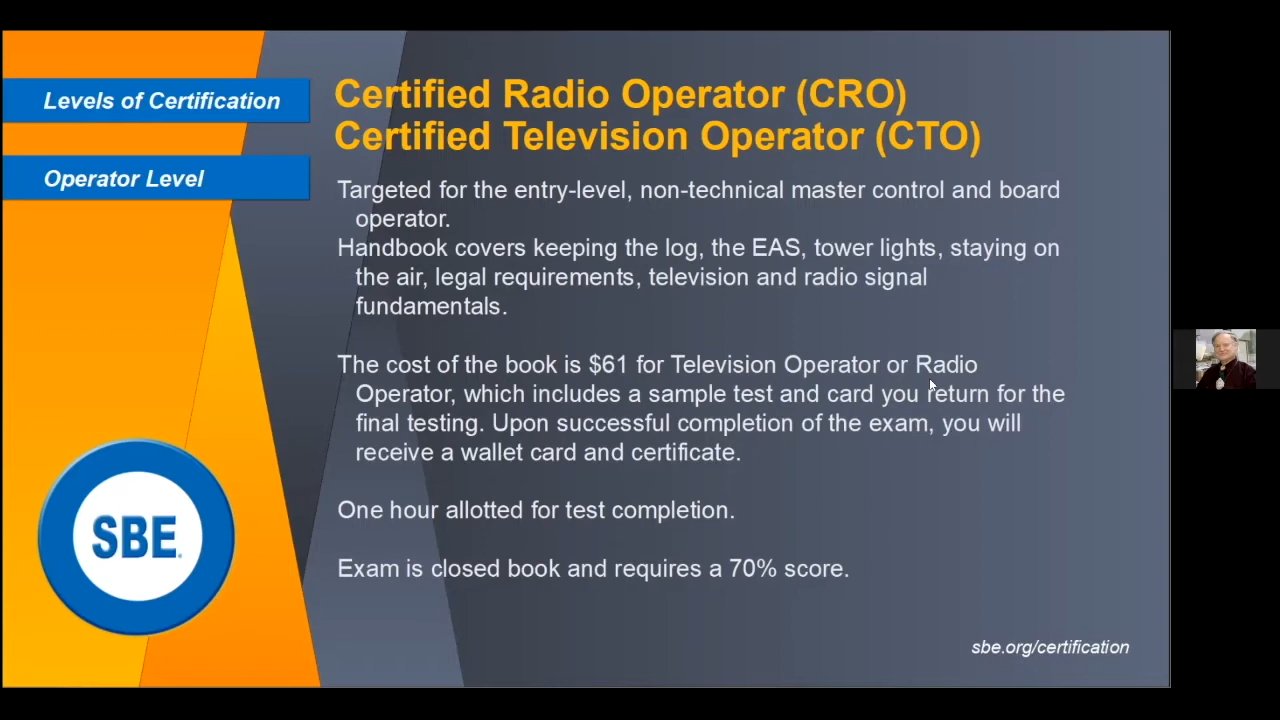 Levels of Certification
Operator Level
Certified Radio Operator (CRO)
Certified Television Operator (CTO)
Targeted for the entry-level, non-technical master control and board
operator.
Handbook covers keeping the log, the EAS, tower lights, staying on
the air, legal requirements, television and radio signal
fundamentals.
The cost of the book is $61 for Television Operator or Radio
Operator, which includes a sample test and card you return for the
final testing. Upon successful completion of the exam, you will
receive a wallet card and certificate.
One hour allotted for test completion.
Exam is closed book and requires a 70% score.
SBE.
sbe.org/certification